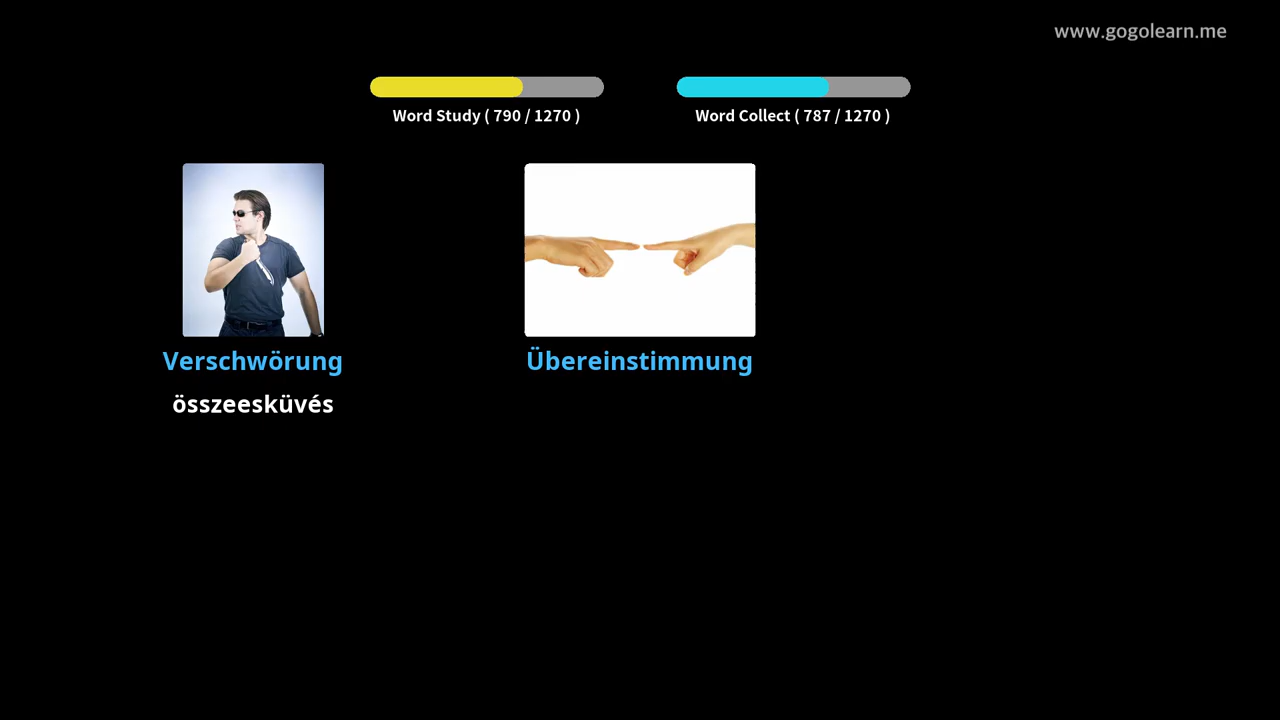 www.gogolearn.me
Word Study ( 790 / 1270 )
Word Collect ( 787 / 1270 )
Verschwörung
Übereinstimmung
összeesküvés